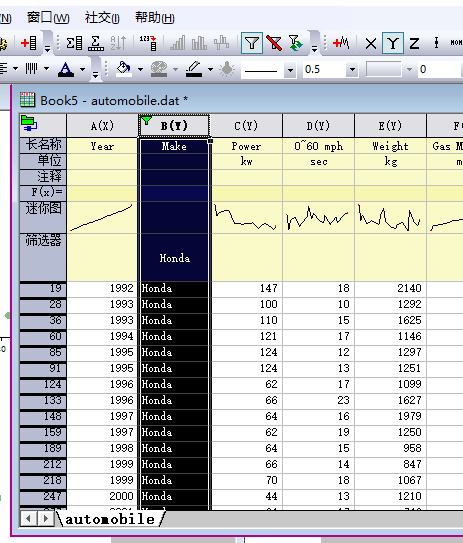 (N) 窗口(W) 社交(I) 帮助(H)
123 X Y Z
A 0.5 0
Book5 - automobile.dat *
A(X) B(Y) C(Y) D(Y) E(Y)
长名称 Year Make Power 0~60 mph Weight Gas M
单位 kw sec kg
注释
F(x)=
迷你图
筛选器 Honda
19 1992 Honda 147 18 2140
28 1993 Honda 100 10 1292
36 1993 Honda 110 15 1625
60 1994 Honda 121 17 1146
85 1995 Honda 124 12 1297
91 1995 Honda 124 13 1251
124 1996 Honda 62 17 1099
133 1996 Honda 66 23 1627
148 1997 Honda 64 16 1979
159 1997 Honda 62 19 1250
189 1998 Honda 64 15 958
212 1999 Honda 66 14 847
218 1999 Honda 70 18 1067
247 2000 Honda 44 13 1210
automobile